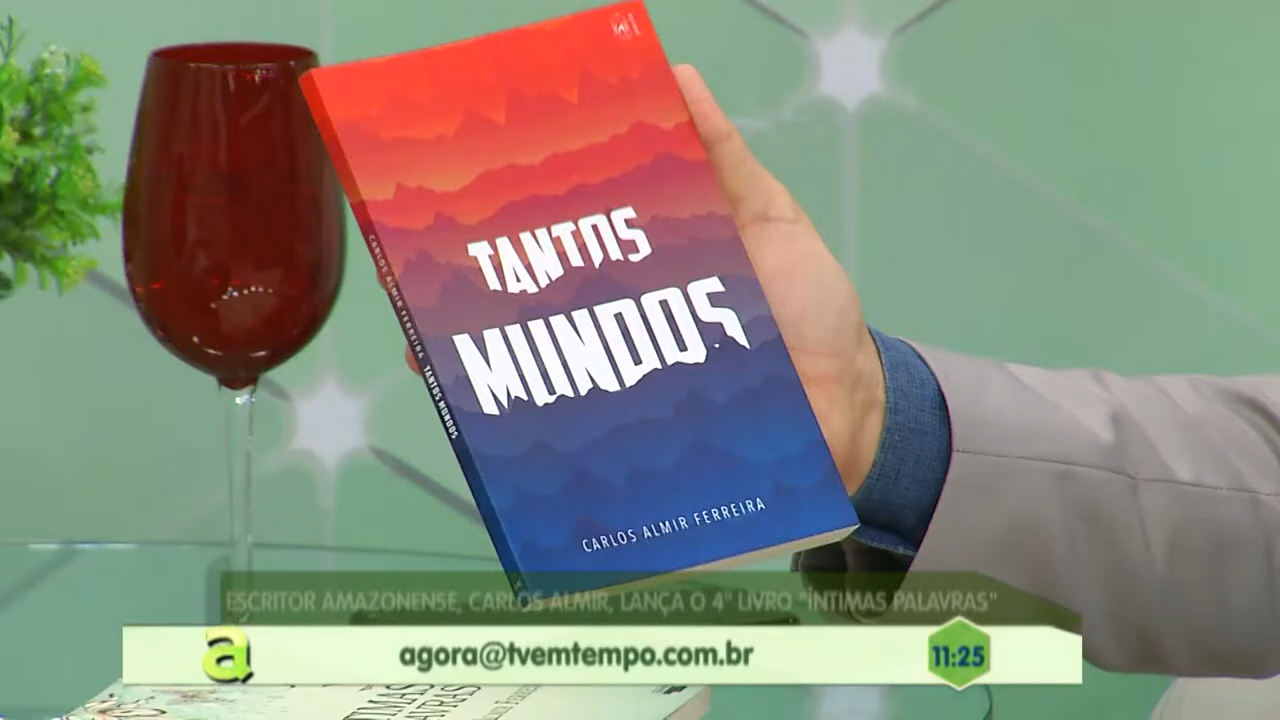 TANTOS
MUNDOS
CARLOS ALMIR FERREIRA
CARLOS ALMIR FERREIRA TANTOS MUNDOS
ESCRITOR AMAZONENSE, CARLOS ALMIR, LANÇA O 4º LIVRO "ÍNTIMAS PALAVRAS"
a
agora@tvemtempo.com.br
11:25